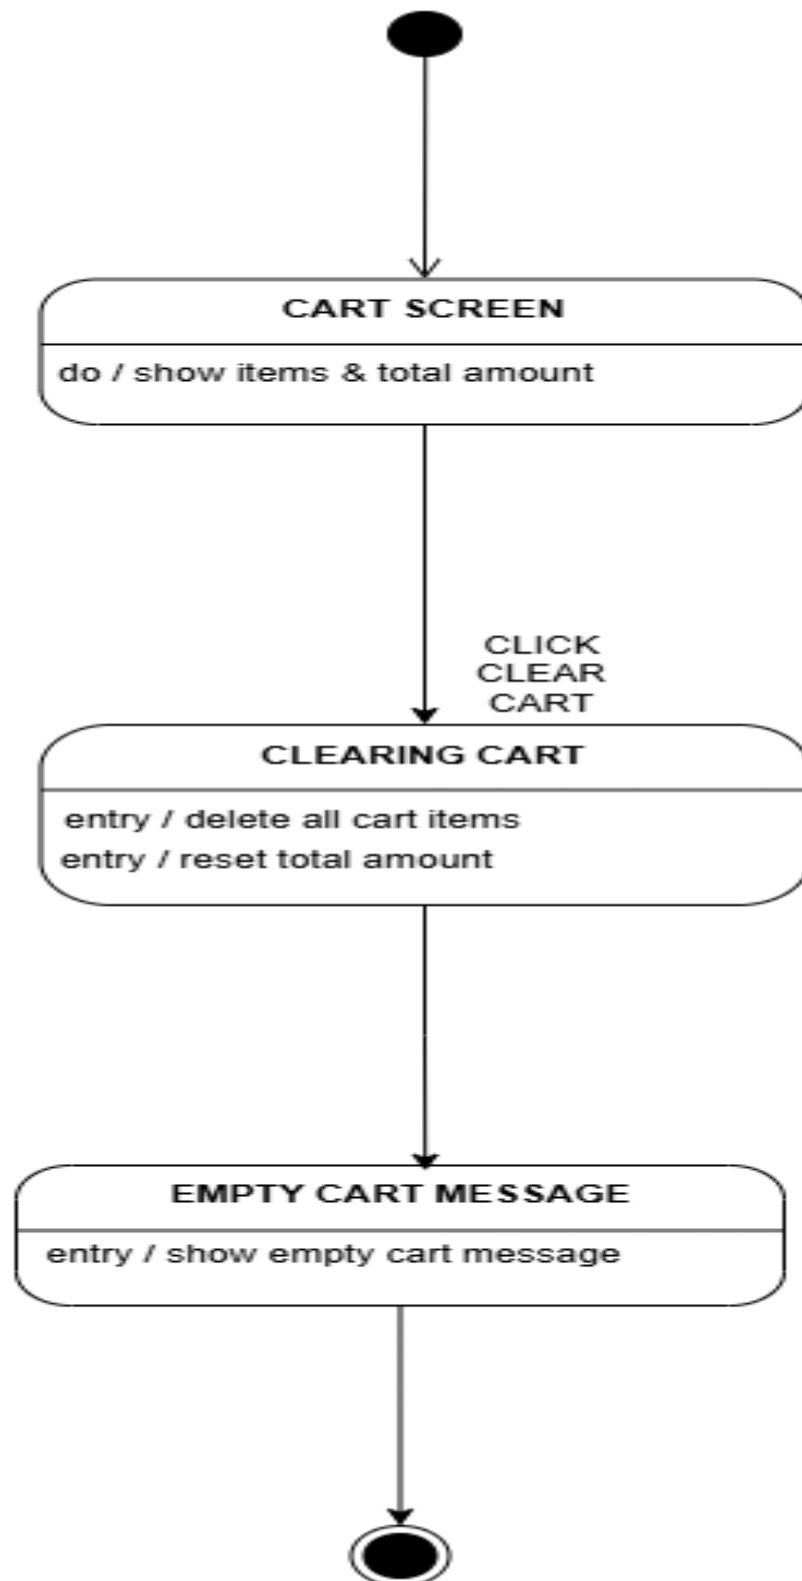 CART SCREEN
do / show items & total amount
CLICK
CLEAR
CART
CLEARING CART
entry / delete all cart items
entry / reset total amount
EMPTY CART MESSAGE
entry / show empty cart message